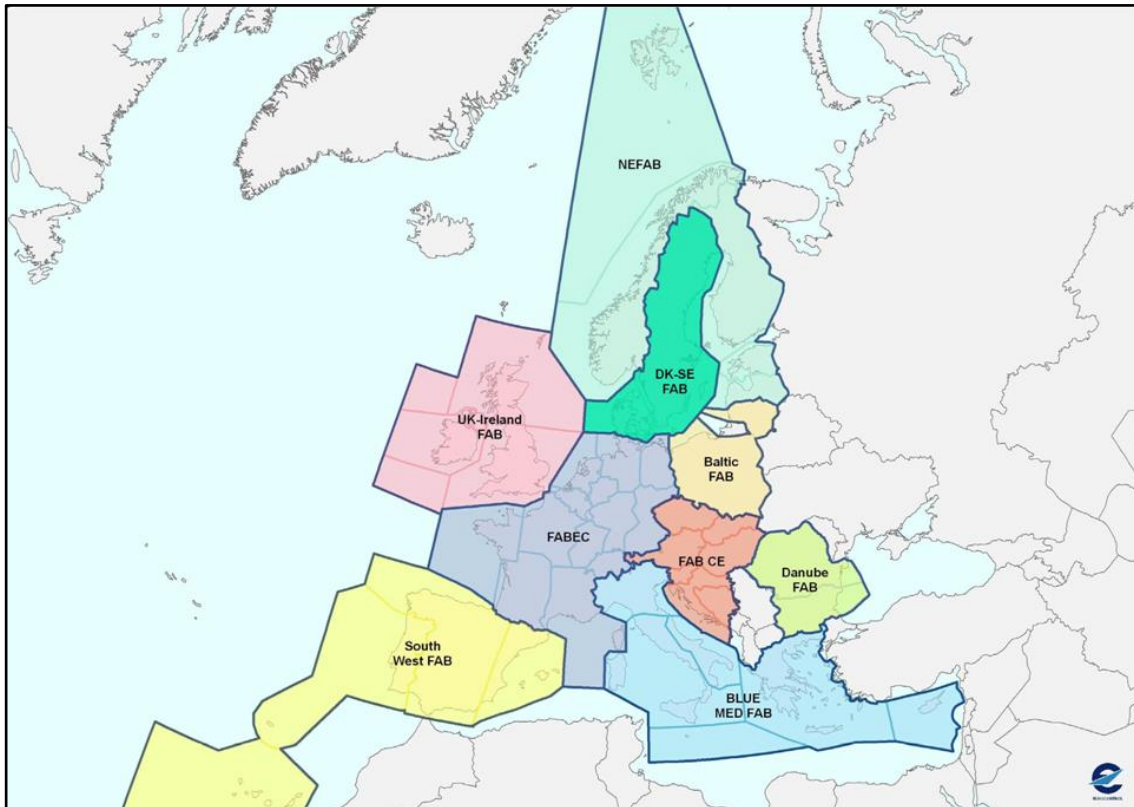 NEFAB
DK-SE
FAB
UK-Ireland
FAB
Baltic
FAB
FABEC
FAB CE
Danube
FAB
South
West FAB
BLUE
MED FAB